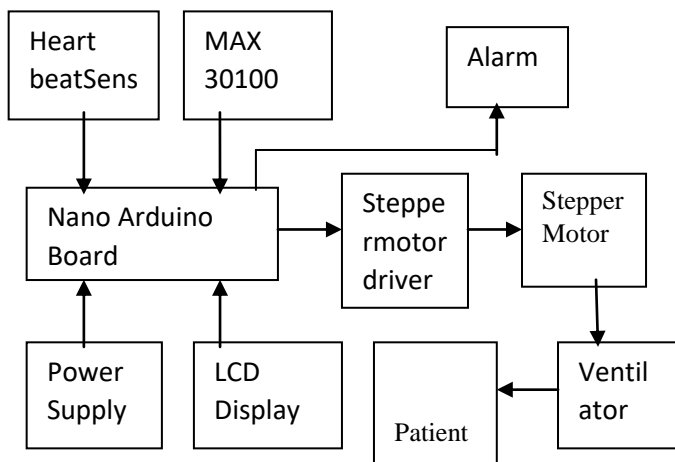 Heart
beatSens
MAX
30100
Alarm
Nano Arduino
Board
Steppe
rmotor
driver
Stepper
Motor
Power
Supply
LCD
Display
Patient
Ventil
ator